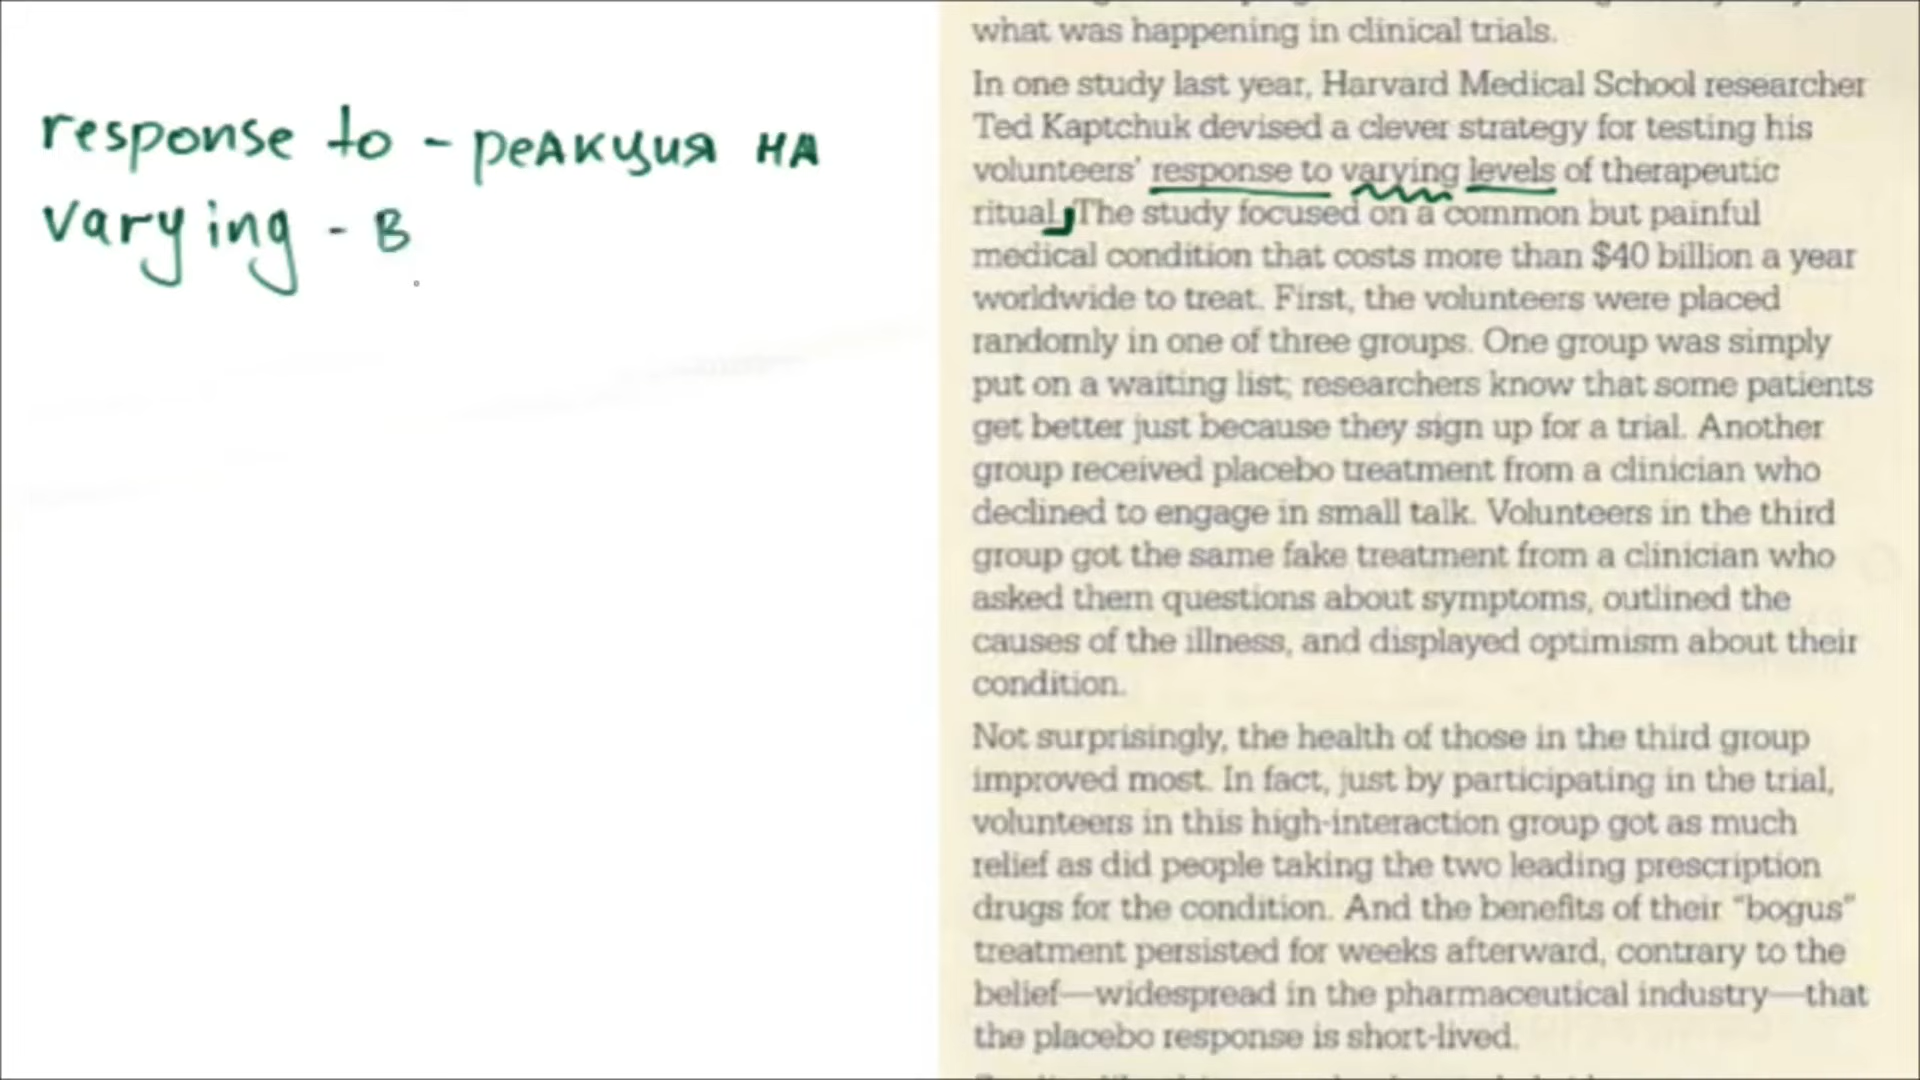 response to - реакция на
varying - в
what was happening in clinical trials.
In one study last year, Harvard Medical School researcher
Ted Kaptchuk devised a clever strategy for testing his
volunteers' response to varying levels of therapeutic
ritual. The study focused on a common but painful
medical condition that costs more than $40 billion a year
worldwide to treat. First, the volunteers were placed
randomly in one of three groups. One group was simply
put on a waiting list; researchers know that some patients
get better just because they sign up for a trial. Another
group received placebo treatment from a clinician who
declined to engage in small talk. Volunteers in the third
group got the same fake treatment from a clinician who
asked them questions about symptoms, outlined the
causes of the illness, and displayed optimism about their
condition.
Not surprisingly, the health of those in the third group
improved most. In fact, just by participating in the trial,
volunteers in this high-interaction group got as much
relief as did people taking the two leading prescription
drugs for the condition. And the benefits of their "bogus"
treatment persisted for weeks afterward, contrary to the
belief—widespread in the pharmaceutical industry—that
the placebo response is short-lived.